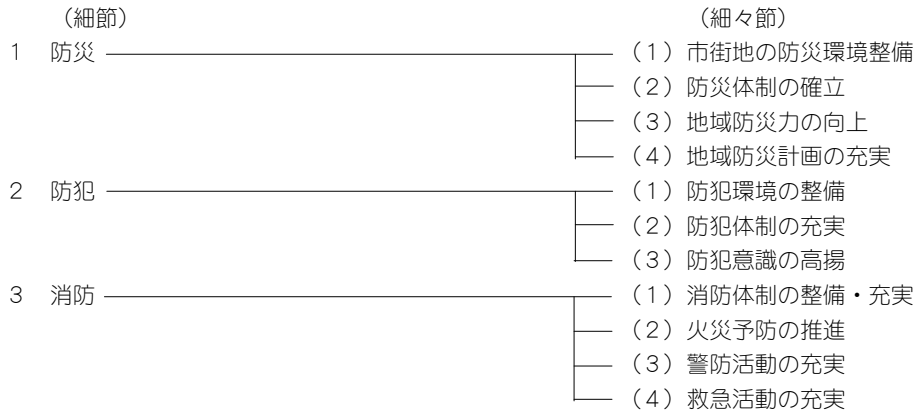 （細節） （細々節）
１ 防災 （１）市街地の防災環境整備
（２）防災体制の確立
（３）地域防災力の向上
（４）地域防災計画の充実
２ 防犯 （１）防犯環境の整備
（２）防犯体制の充実
（３）防犯意識の高揚
３ 消防 （１）消防体制の整備・充実
（２）火災予防の推進
（３）警防活動の充実
（４）救急活動の充実